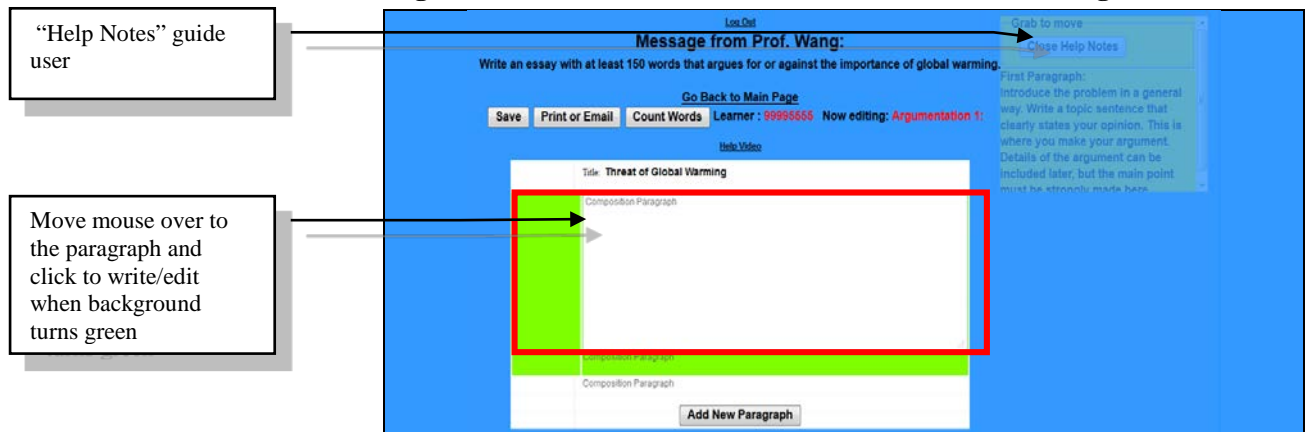 “Help Notes” guide
user
Move mouse over to
the paragraph and
click to write/edit
when background
turns green
Log Out
Message from Prof. Wang:
Write an essay with at least 150 words that argues for or against the importance of global warming.
Go Back to Main Page
Save Print or Email Count Words Learner : 99995555 Now editing: Argumentation 1:
Help Video
Title: Threat of Global Warming
Composition Paragraph
Composition Paragraph
Composition Paragraph
Add New Paragraph
Grab to move
Close Help Notes
First Paragraph:
Introduce the problem in a general
way. Write a topic sentence that
clearly states your opinion. This is
where you make your argument.
Details of the argument can be
included later, but the main point
must be strongly made here